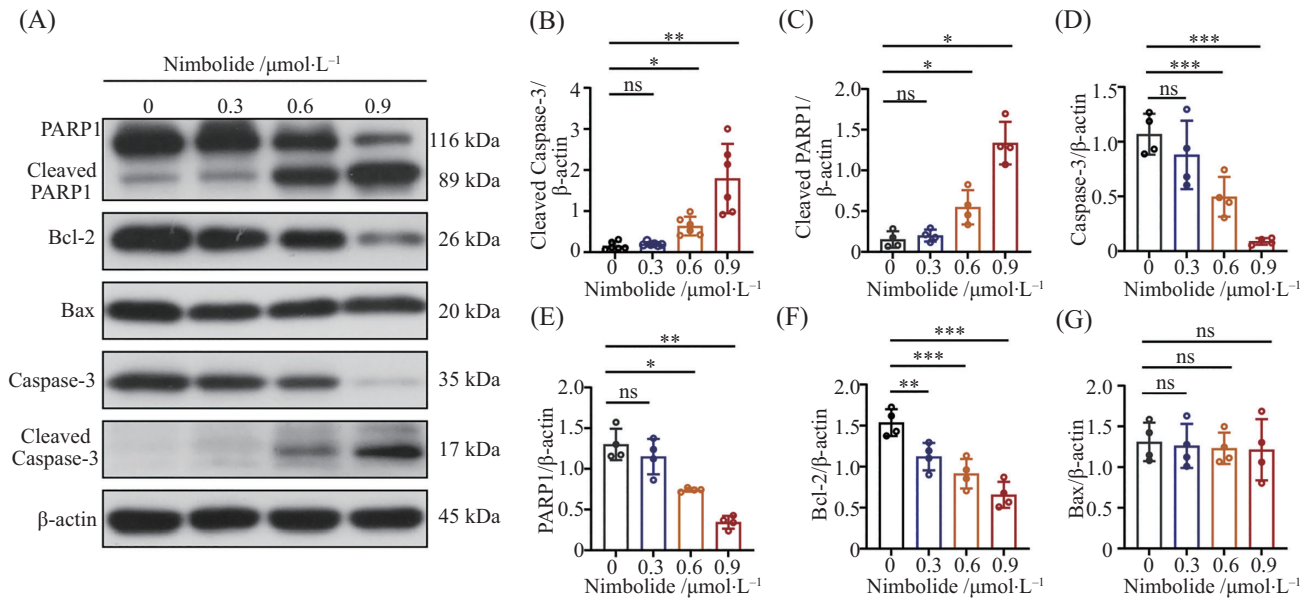 (A)
Nimbolide /μmol·L⁻¹
0 0.3 0.6 0.9
PARP1
116 kDa
Cleaved
PARP1
89 kDa
Bcl-2
26 kDa
Bax
20 kDa
Caspase-3
35 kDa
Cleaved
Caspase-3
17 kDa
β-actin
45 kDa
(B)
**
*
ns
Cleaved Caspase-3/
β-actin
4
3
2
1
0
0 0.3 0.6 0.9
Nimbolide /μmol·L⁻¹
(C)
*
*
ns
Cleaved PARP1/
β-actin
2.0
1.5
1.0
0.5
0
0 0.3 0.6 0.9
Nimbolide /μmol·L⁻¹
(D)
***
***
ns
Caspase-3/β-actin
1.5
1.0
0.5
0
0 0.3 0.6 0.9
Nimbolide /μmol·L⁻¹
(E)
**
*
ns
PARP1/β-actin
2.0
1.5
1.0
0.5
0
0 0.3 0.6 0.9
Nimbolide /μmol·L⁻¹
(F)
***
***
**
Bcl-2/β-actin
2.0
1.5
1.0
0.5
0
0 0.3 0.6 0.9
Nimbolide /μmol·L⁻¹
(G)
ns
ns
ns
Bax/β-actin
2.0
1.5
1.0
0.5
0
0 0.3 0.6 0.9
Nimbolide /μmol·L⁻¹